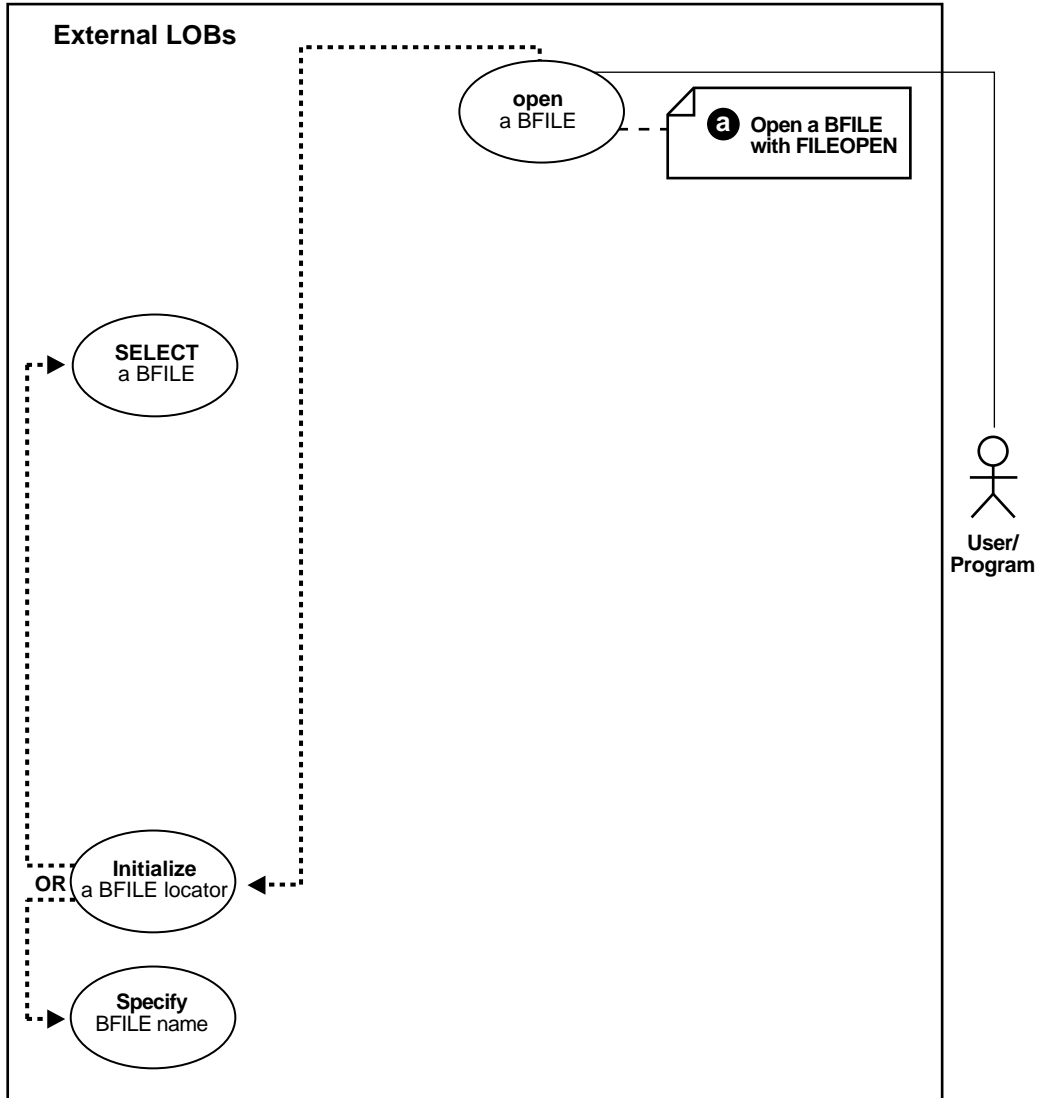 External LOBs
open
a BFILE
a Open a BFILE
with FILEOPEN
SELECT
a BFILE
User/
Program
Initialize
OR a BFILE locator
Specify
BFILE name